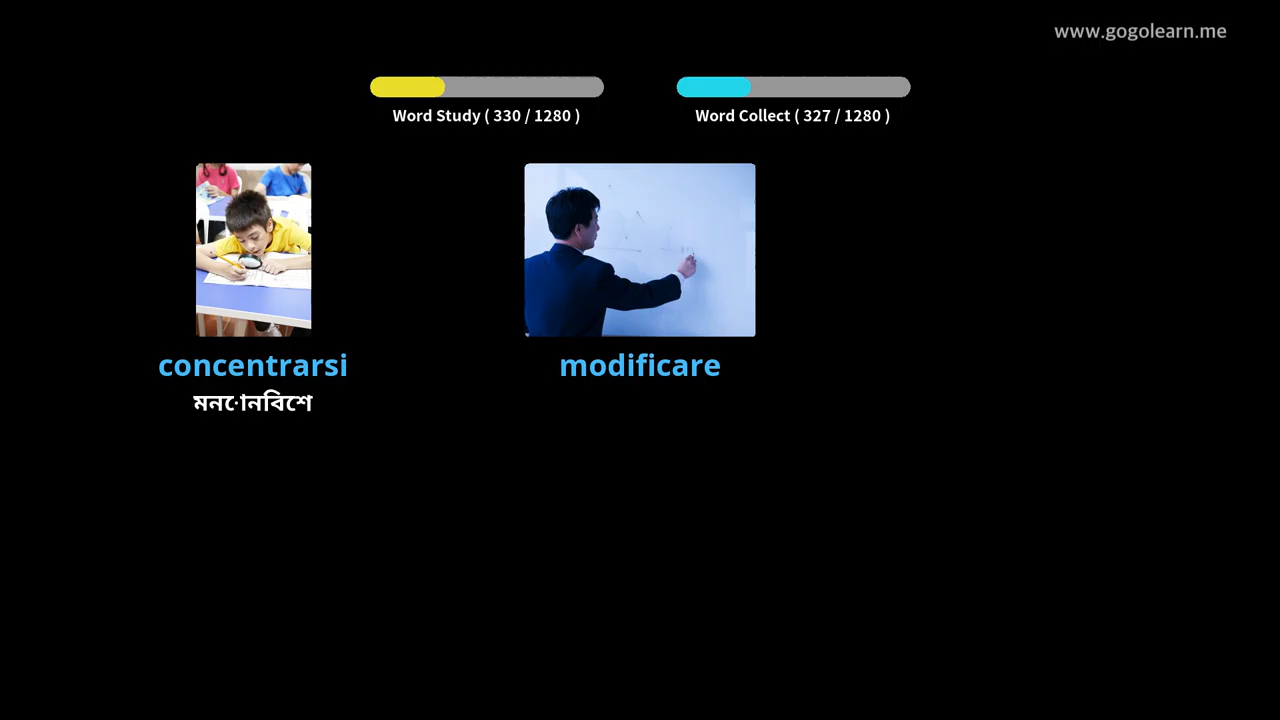 www.gogolearn.me
Word Study ( 330 / 1280 )
Word Collect ( 327 / 1280 )
concentrarsi
মনোনিবেশ
modificare